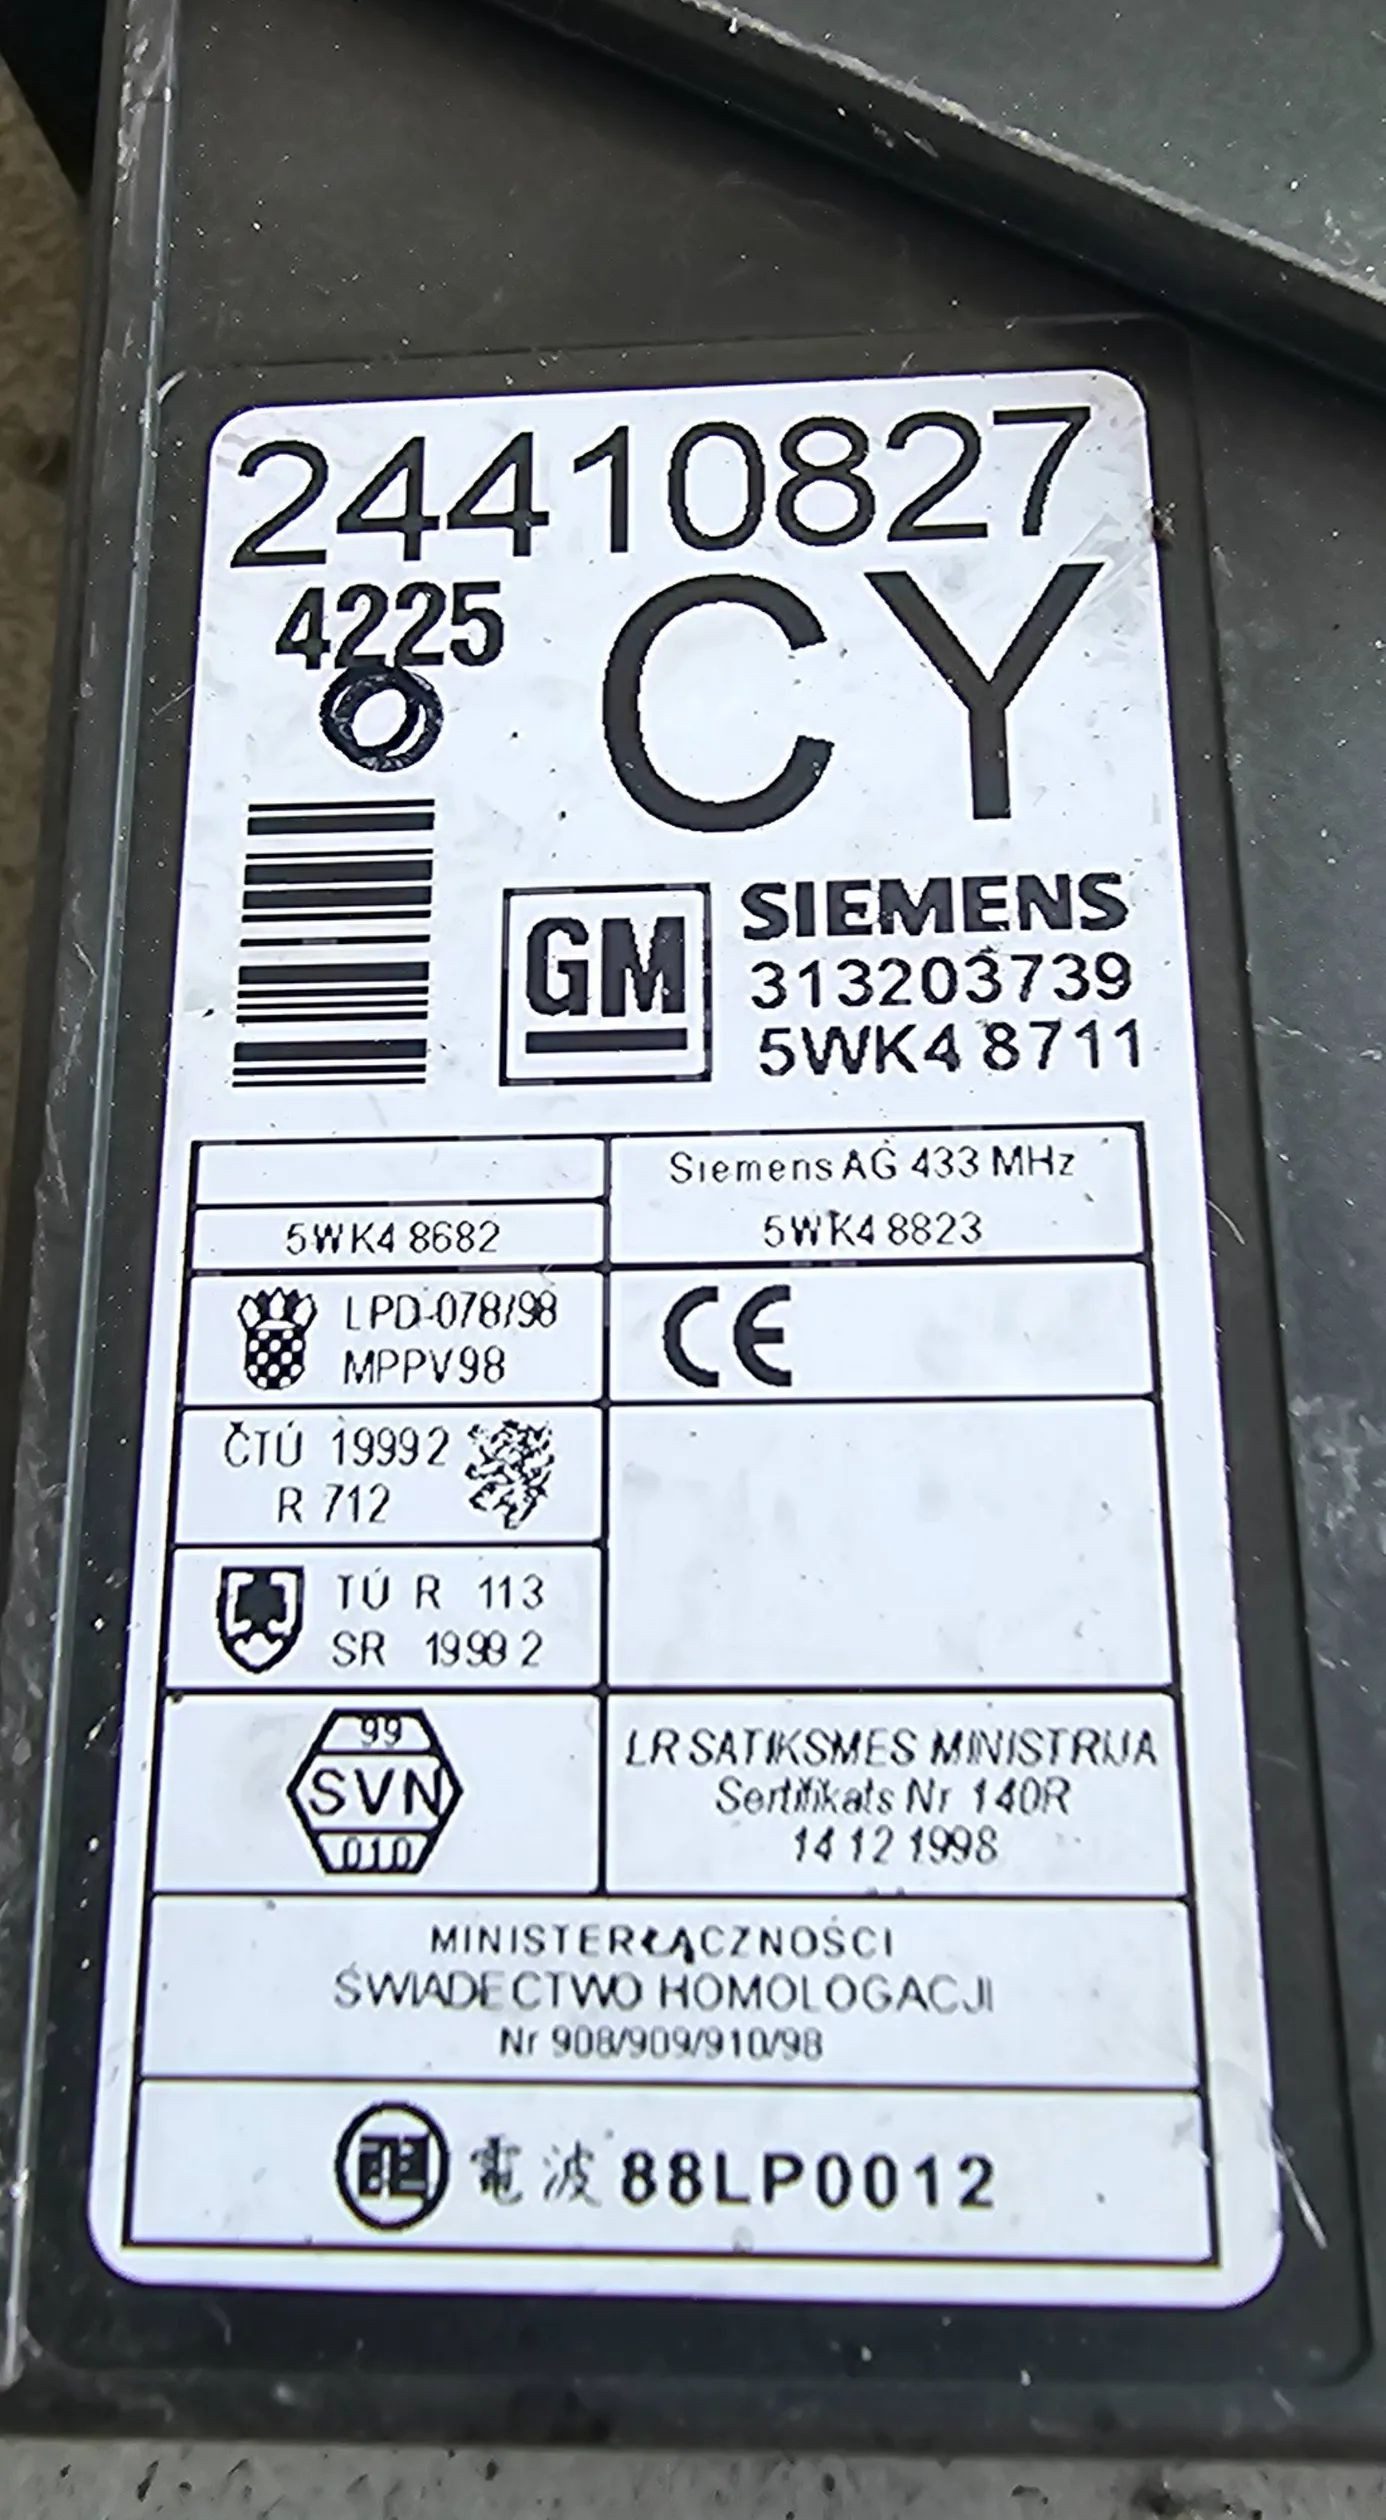 24410827
4225
CY
GM
SIEMENS
313203739
5WK4 8711
Siemens AG 433 MHz
5WK4 8682
5WK4 8823
LPD-078/98
MPPV98
CE
ČTÚ 1999 2
R 712
TÚ R 113
SR 1999 2
99
SVN
010
LR SATIKSMES MINISTRIJA
Sertifikats Nr 140R
14 12 1998
MINISTER ŁĄCZNOŚCI
ŚWIADECTWO HOMOLOGACJI
Nr 908/909/910/98
電波 88LP0012